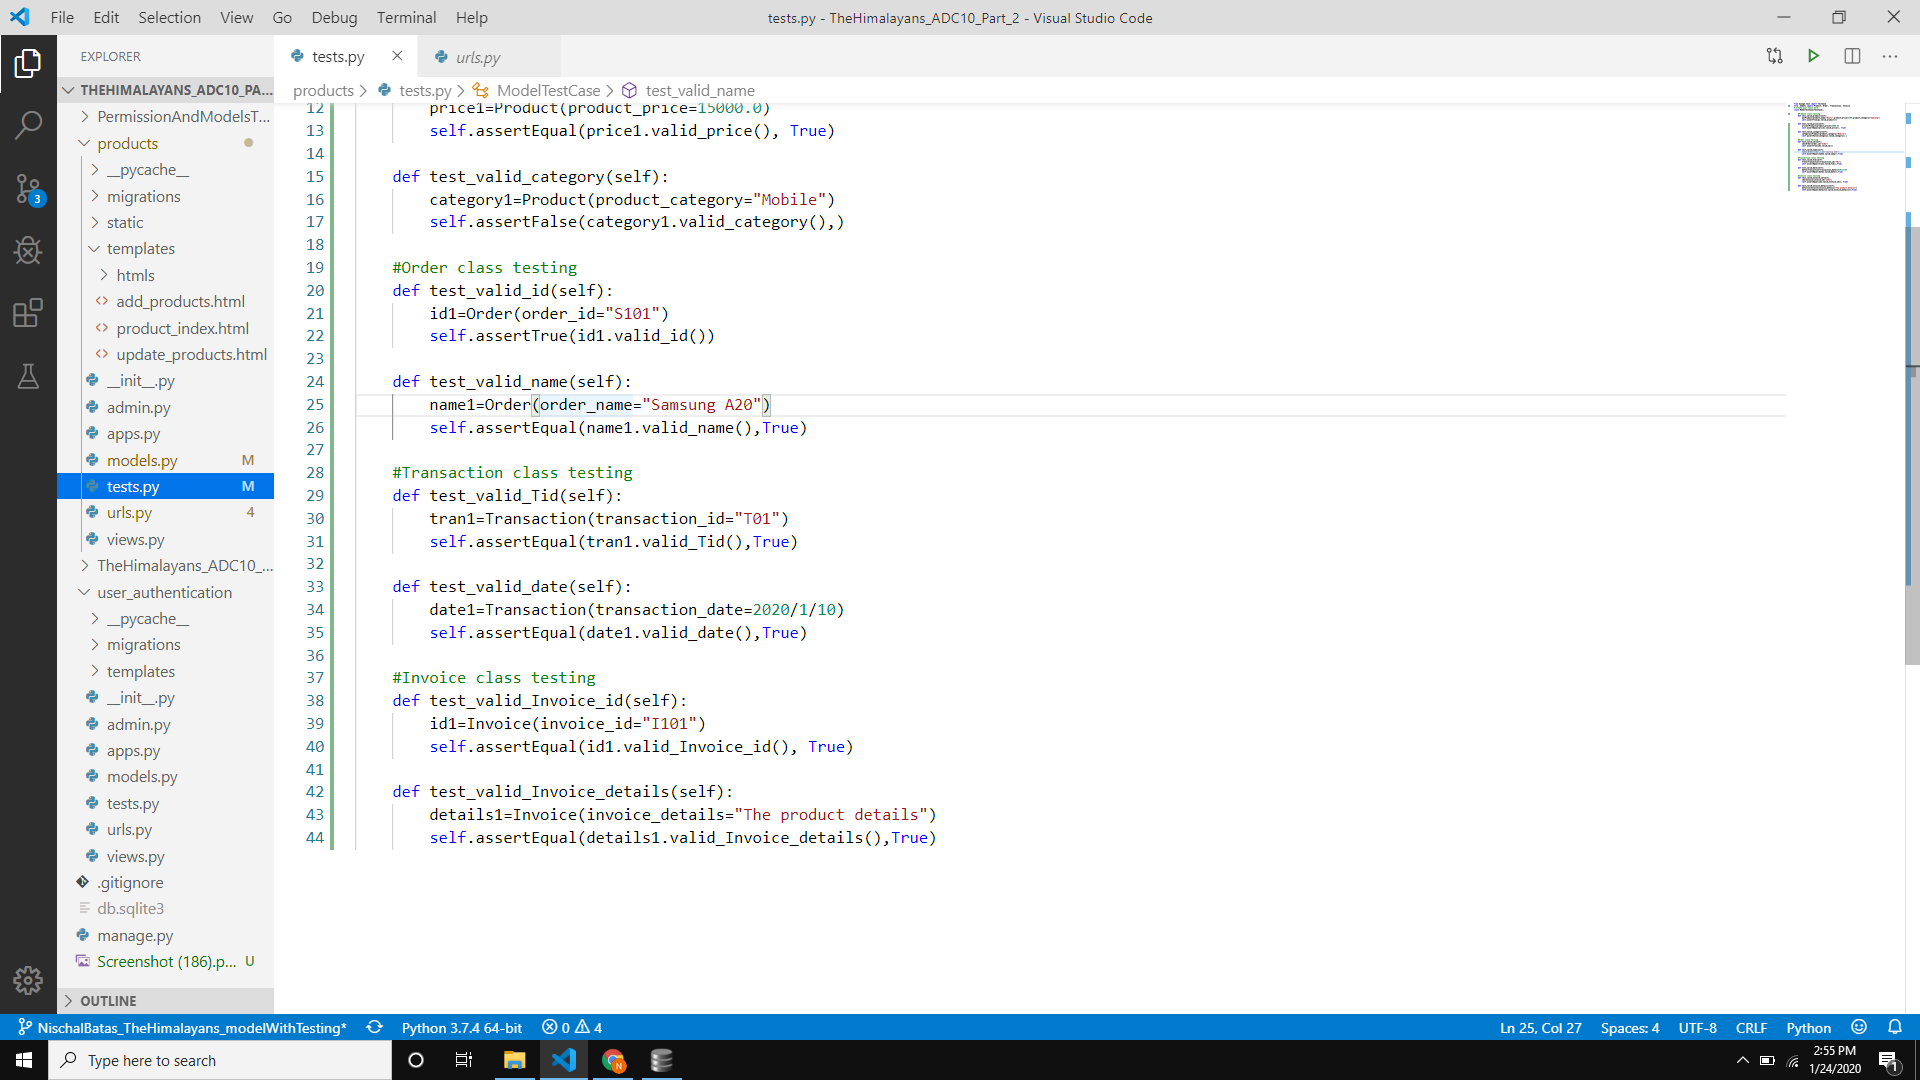 File Edit Selection View Go Debug Terminal Help
tests.py - TheHimalayans_ADC10_Part_2 - Visual Studio Code
EXPLORER
THEHIMALAYANS_ADC10_PA...
PermissionAndModelsT...
products
__pycache__
migrations
static
templates
htmls
add_products.html
product_index.html
update_products.html
__init__.py
admin.py
apps.py
models.py M
tests.py M
urls.py 4
views.py
TheHimalayans_ADC10_...
user_authentication
__pycache__
migrations
templates
__init__.py
admin.py
apps.py
models.py
tests.py
urls.py
views.py
.gitignore
db.sqlite3
manage.py
Screenshot (186).p... U
OUTLINE
3
tests.py
urls.py
products > tests.py > ModelTestCase > test_valid_name
12 price1=Product(product_price=15000.0)
13 self.assertEqual(price1.valid_price(), True)
14
15 def test_valid_category(self):
16 category1=Product(product_category="Mobile")
17 self.assertFalse(category1.valid_category(),)
18
19 #Order class testing
20 def test_valid_id(self):
21 id1=Order(order_id="S101")
22 self.assertTrue(id1.valid_id())
23
24 def test_valid_name(self):
25 name1=Order(order_name="Samsung A20")
26 self.assertEqual(name1.valid_name(),True)
27
28 #Transaction class testing
29 def test_valid_Tid(self):
30 tran1=Transaction(transaction_id="T01")
31 self.assertEqual(tran1.valid_Tid(),True)
32
33 def test_valid_date(self):
34 date1=Transaction(transaction_date=2020/1/10)
35 self.assertEqual(date1.valid_date(),True)
36
37 #Invoice class testing
38 def test_valid_Invoice_id(self):
39 id1=Invoice(invoice_id="I101")
40 self.assertEqual(id1.valid_Invoice_id(), True)
41
42 def test_valid_Invoice_details(self):
43 details1=Invoice(invoice_details="The product details")
44 self.assertEqual(details1.valid_Invoice_details(),True)
NischalBatas_TheHimalayans_modelWithTesting* Python 3.7.4 64-bit 0 4
Ln 25, Col 27 Spaces: 4 UTF-8 CRLF Python
Type here to search
N
2:55 PM
1/24/2020
1